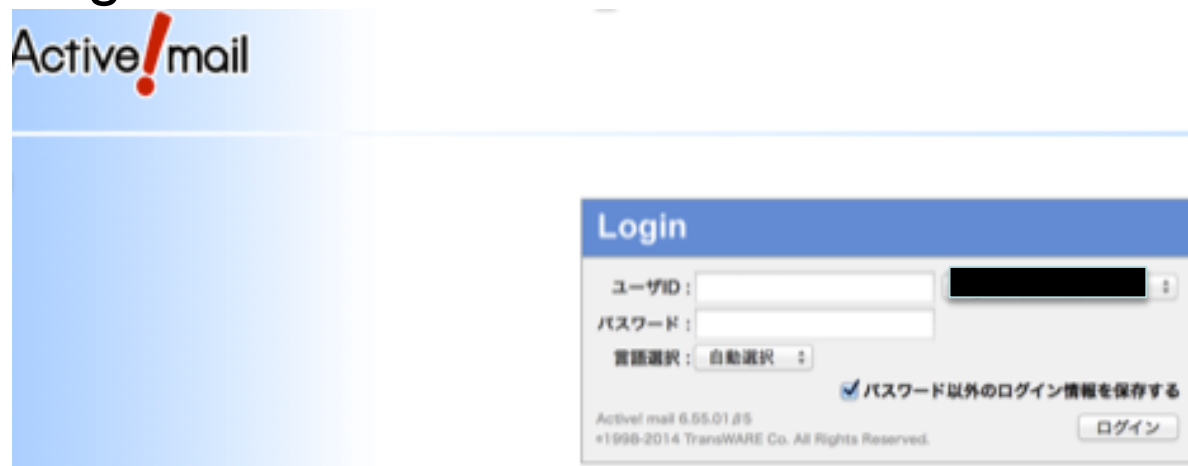 Active!mail
Login
ユーザID :
パスワード :
言語選択 : 自動選択
パスワード以外のログイン情報を保存する
Active! mail 6.55.01β5
©1998-2014 TransWARE Co. All Rights Reserved.
ログイン